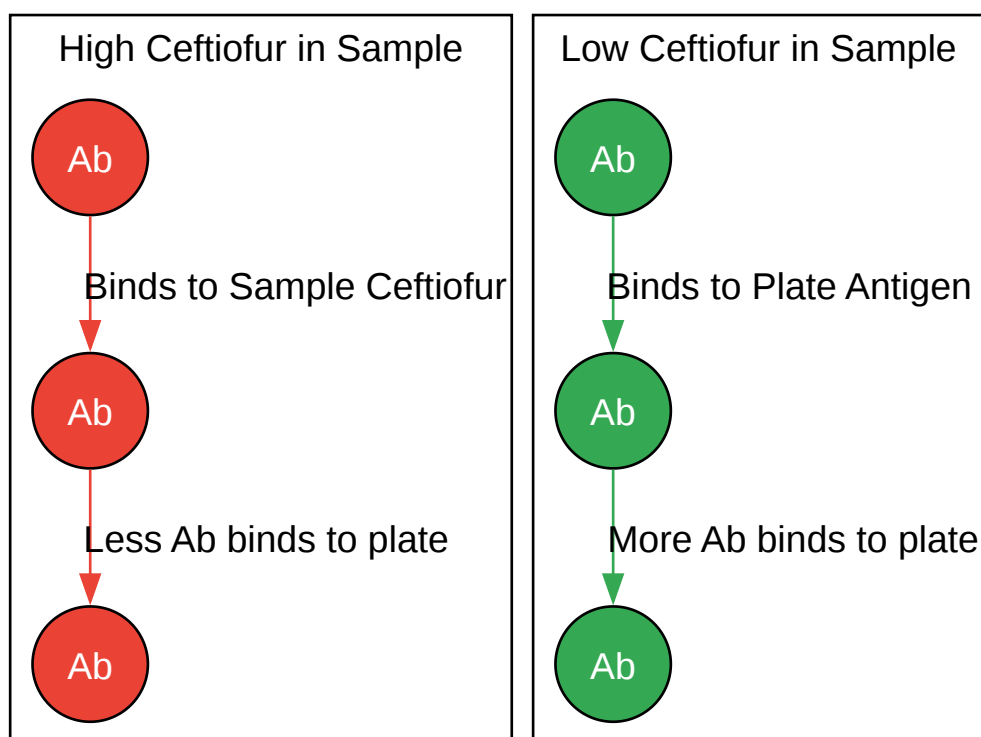 High Ceftiofur in Sample
Ab
Binds to Sample Ceftiofur
Ab
Less Ab binds to plate
Ab
Low Ceftiofur in Sample
Ab
Binds to Plate Antigen
Ab
More Ab binds to plate
Ab